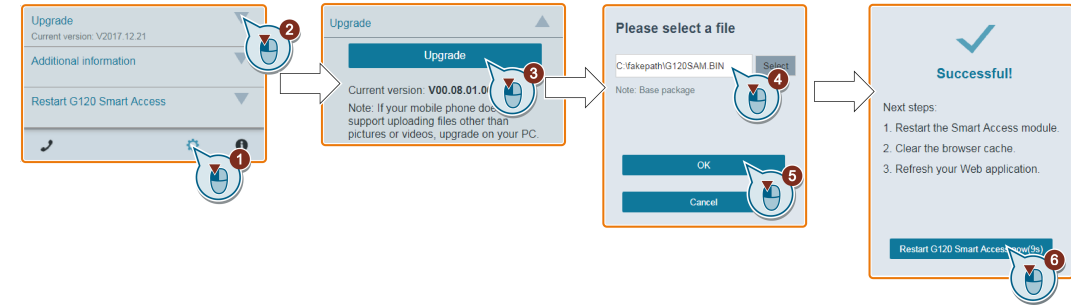 Upgrade
Current version: V2017.12.21
2
Additional information
Restart G120 Smart Access
1
Upgrade
Upgrade
3
Current version: V00.08.01.0
Note: If your mobile phone doe
support uploading files other than
pictures or videos, upgrade on your PC.
Please select a file
C:\fakepath\G120SAM.BIN
Select
4
Note: Base package
OK
5
Cancel
Successful!
Next steps:
1. Restart the Smart Access module.
2. Clear the browser cache.
3. Refresh your Web application.
Restart G120 Smart Access now(9s)
6